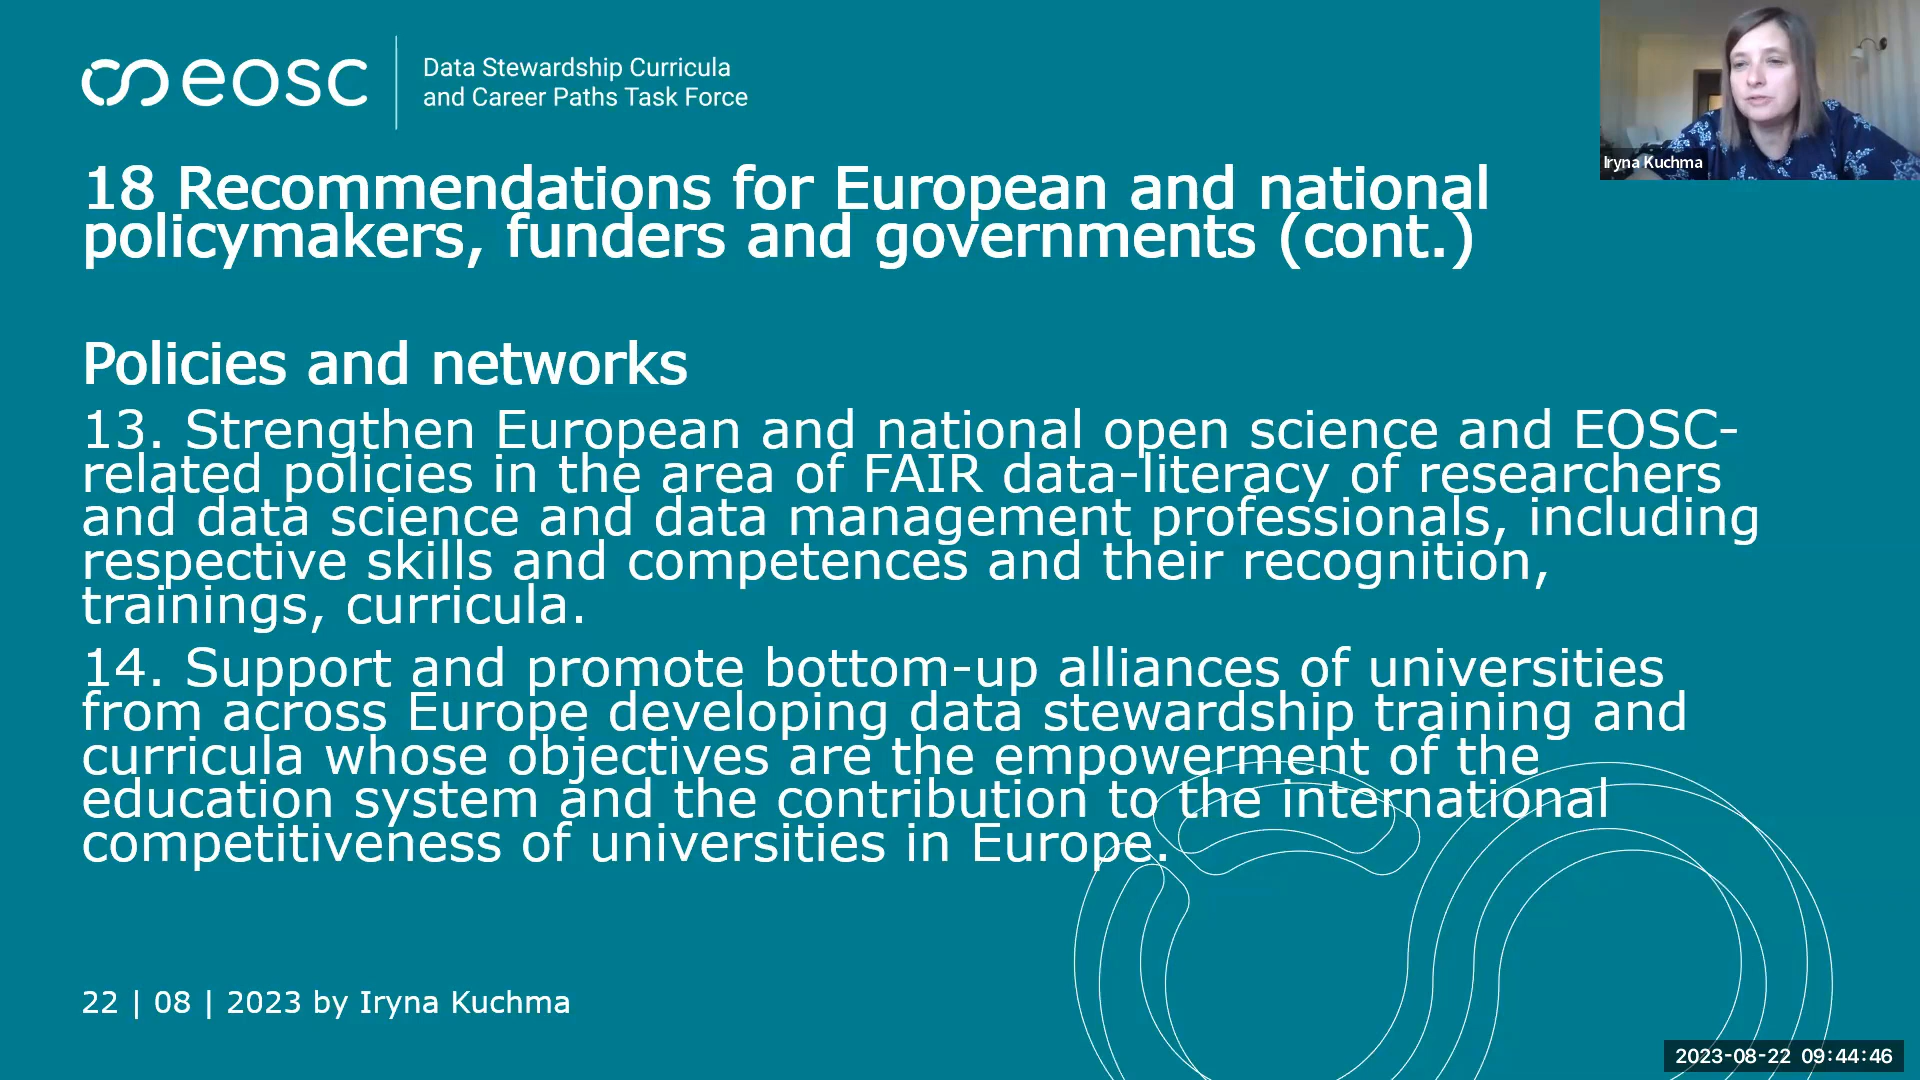 eosc
Data Stewardship Curricula
and Career Paths Task Force
Iryna Kuchma
18 Recommendations for European and national
policymakers, funders and governments (cont.)
Policies and networks
13. Strengthen European and national open science and EOSC-
related policies in the area of FAIR data-literacy of researchers
and data science and data management professionals, including
respective skills and competences and their recognition,
trainings, curricula.
14. Support and promote bottom-up alliances of universities
from across Europe developing data stewardship training and
curricula whose objectives are the empowerment of the
education system and the contribution to the international
competitiveness of universities in Europe.
22 | 08 | 2023 by Iryna Kuchma
2023-08-22 09:44:46